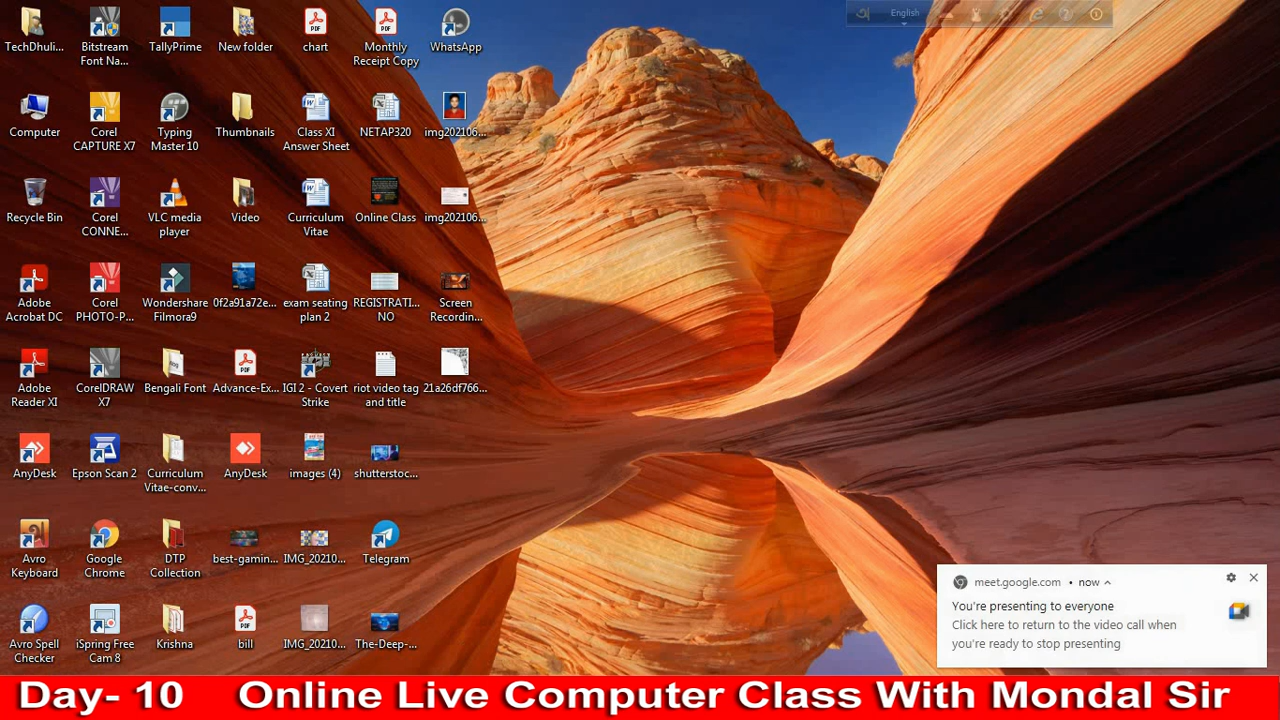 TechDhuli...
Bitstream
Font Na...
TallyPrime
New folder
chart
Monthly
Receipt Copy
WhatsApp
English
Computer
Corel
CAPTURE X7
Typing
Master 10
Thumbnails
Class XI
Answer Sheet
NETAP320
img202106...
Recycle Bin
Corel
CONNE...
VLC media
player
Video
Curriculum
Vitae
Online Class
img202106...
Adobe
Acrobat DC
Corel
PHOTO-P...
Wondershare
Filmora9
0f2a91a72e...
exam seating
plan 2
REGISTRATI...
NO
Screen
Recordin...
Adobe
Reader XI
CorelDRAW
X7
Bengali Font
Advance-Ex...
IGI 2 - Covert
Strike
riot video tag
and title
21a26df766...
AnyDesk
Epson Scan 2
Curriculum
Vitae-conv...
AnyDesk
images (4)
shutterstoc...
Avro
Keyboard
Google
Chrome
DTP
Collection
best-gamin...
IMG_20210...
Telegram
Avro Spell
Checker
iSpring Free
Cam 8
Krishna
bill
IMG_20210...
The-Deep-...
meet.google.com • now
You're presenting to everyone
Click here to return to the video call when
you're ready to stop presenting
Day- 10 Online Live Computer Class With Mondal Sir